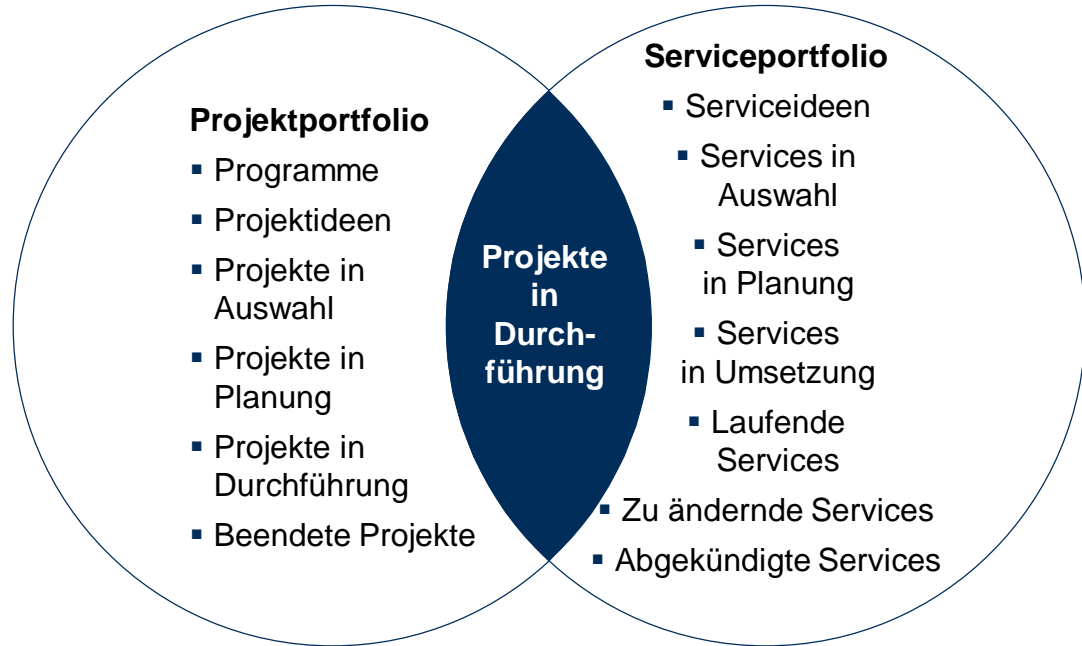 Projektportfolio
▪ Programme
▪ Projektideen
▪ Projekte in
Auswahl
▪ Projekte in
Planung
▪ Projekte in
Durchführung
▪ Beendete Projekte
Projekte
in
Durch-
führung
Serviceportfolio
▪ Serviceideen
▪ Services in
Auswahl
▪ Services
in Planung
▪ Services
in Umsetzung
▪ Laufende
Services
▪ Zu ändernde Services
▪ Abgekündigte Services